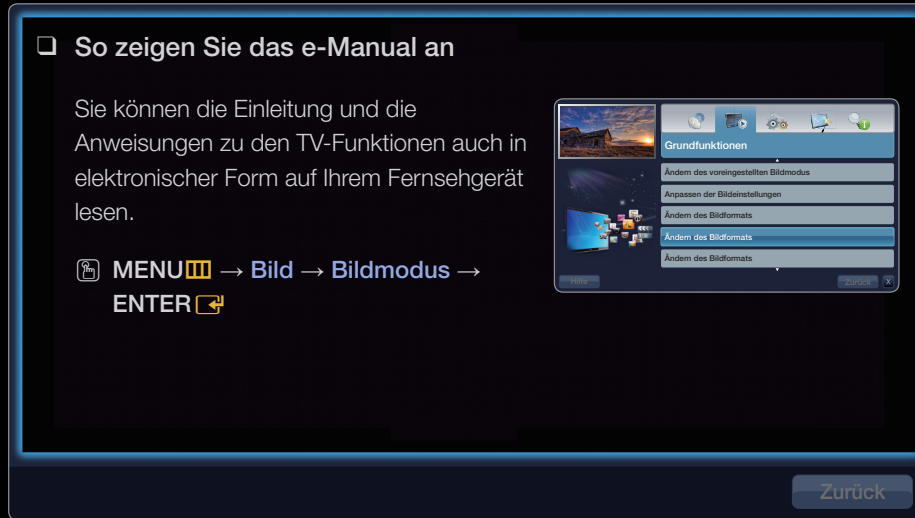 ❑ So zeigen Sie das e-Manual an
Sie können die Einleitung und die
Anweisungen zu den TV-Funktionen auch in
elektronischer Form auf Ihrem Fernsehgerät
lesen.
MENU → Bild → Bildmodus →
ENTER
Grundfunktionen
Ändern des voreingestellten Bildmodus
Anpassen der Bildeinstellungen
Ändern des Bildformats
Ändern des Bildformats
Ändern des Bildformats
Hilfe Zurück X
Zurück